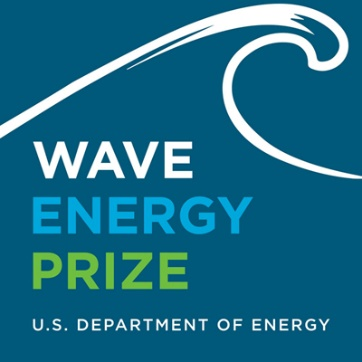 WAVE
ENERGY
PRIZE
U.S. DEPARTMENT OF ENERGY